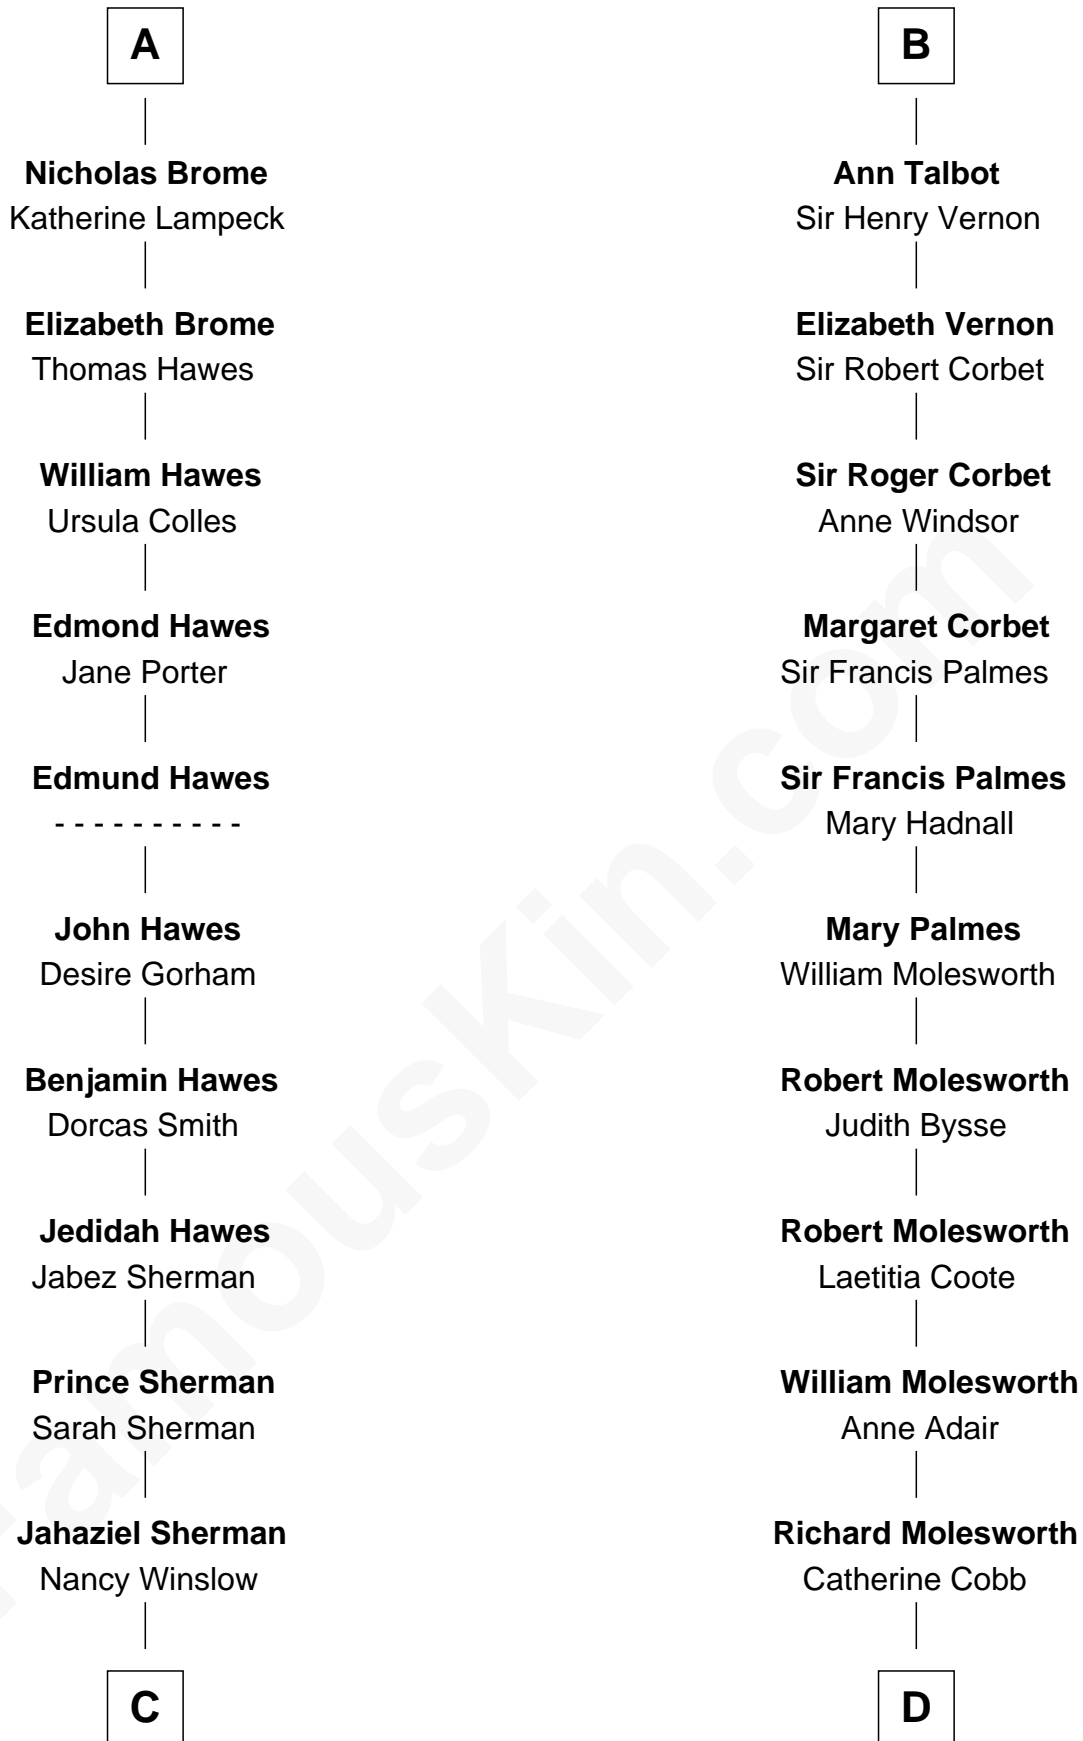 A
Nicholas Brome
Katherine Lampeck
Elizabeth Brome
Thomas Hawes
William Hawes
Ursula Colles
Edmond Hawes
Jane Porter
Edmund Hawes
- - - - - - - - - -
John Hawes
Desire Gorham
Benjamin Hawes
Dorcas Smith
Jedidah Hawes
Jabez Sherman
Prince Sherman
Sarah Sherman
Jahaziel Sherman
Nancy Winslow
C
B
Ann Talbot
Sir Henry Vernon
Elizabeth Vernon
Sir Robert Corbet
Sir Roger Corbet
Anne Windsor
Margaret Corbet
Sir Francis Palmes
Sir Francis Palmes
Mary Hadnall
Mary Palmes
William Molesworth
Robert Molesworth
Judith Bysse
Robert Molesworth
Laetitia Coote
William Molesworth
Anne Adair
Richard Molesworth
Catherine Cobb
D
FamousKin.com